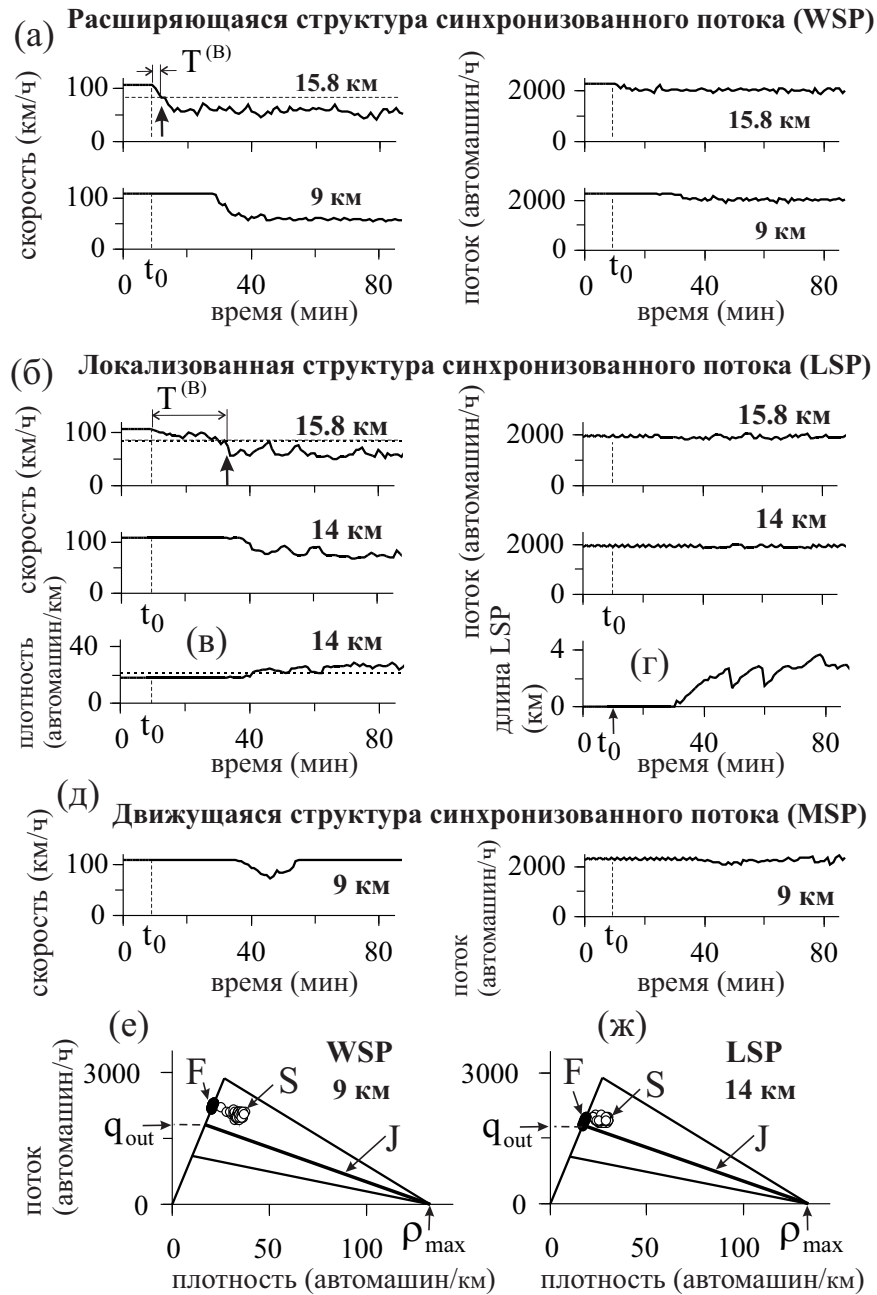 (а) Расширяющаяся структура синхронизованного потока (WSP)
T (B)
скорость (км/ч)
100
0
15.8 км
поток (автомашин/ч)
2000
0
15.8 км
100
0
9 км
2000
0
9 км
t0
0 40 80
время (мин)
t0
0 40 80
время (мин)
(б) Локализованная структура синхронизованного потока (LSP)
T (B)
скорость (км/ч)
100
0
15.8 км
поток (автомашин/ч)
2000
0
15.8 км
скорость (км/ч)
100
0
14 км
2000
0
14 км
t0
t0
плотность (автомашин/км)
40
0
(в)
14 км
длина LSP (км)
4
0
(г)
t0
0 40 80
время (мин)
t0
0 40 80
время (мин)
(д) Движущаяся структура синхронизованного потока (MSP)
скорость (км/ч)
100
0
9 км
поток (автомашин/ч)
2000
0
9 км
t0
0 40 80
время (мин)
t0
0 40 80
время (мин)
(е)
WSP
9 км
поток (автомашин/ч)
3000
0
F
S
J
qout
ρmax
0 50 100
плотность (автомашин/км)
(ж)
LSP
14 км
3000
0
F
S
J
qout
ρmax
0 50 100
плотность (автомашин/км)